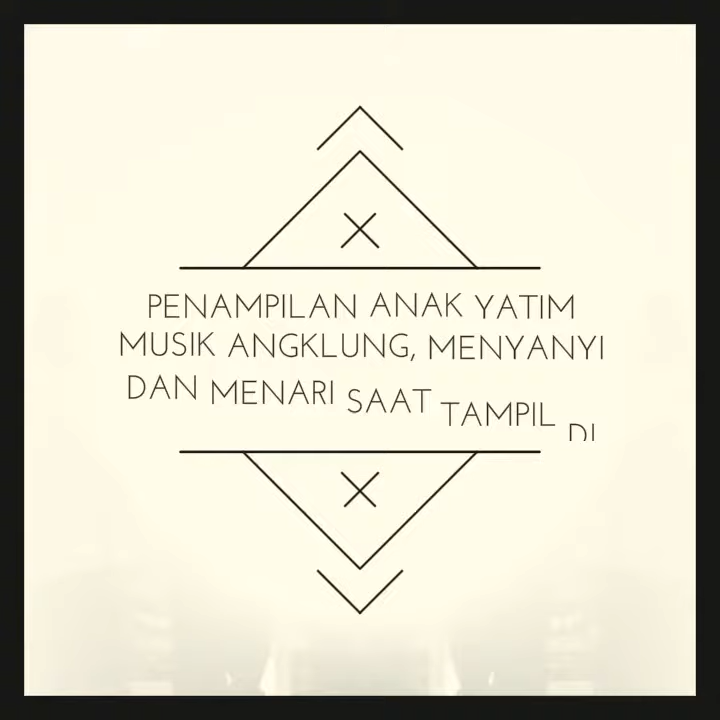 PENAMPILAN ANAK YATIM
MUSIK ANGKLUNG, MENYANYI
DAN MENARI SAAT TAMPIL DI